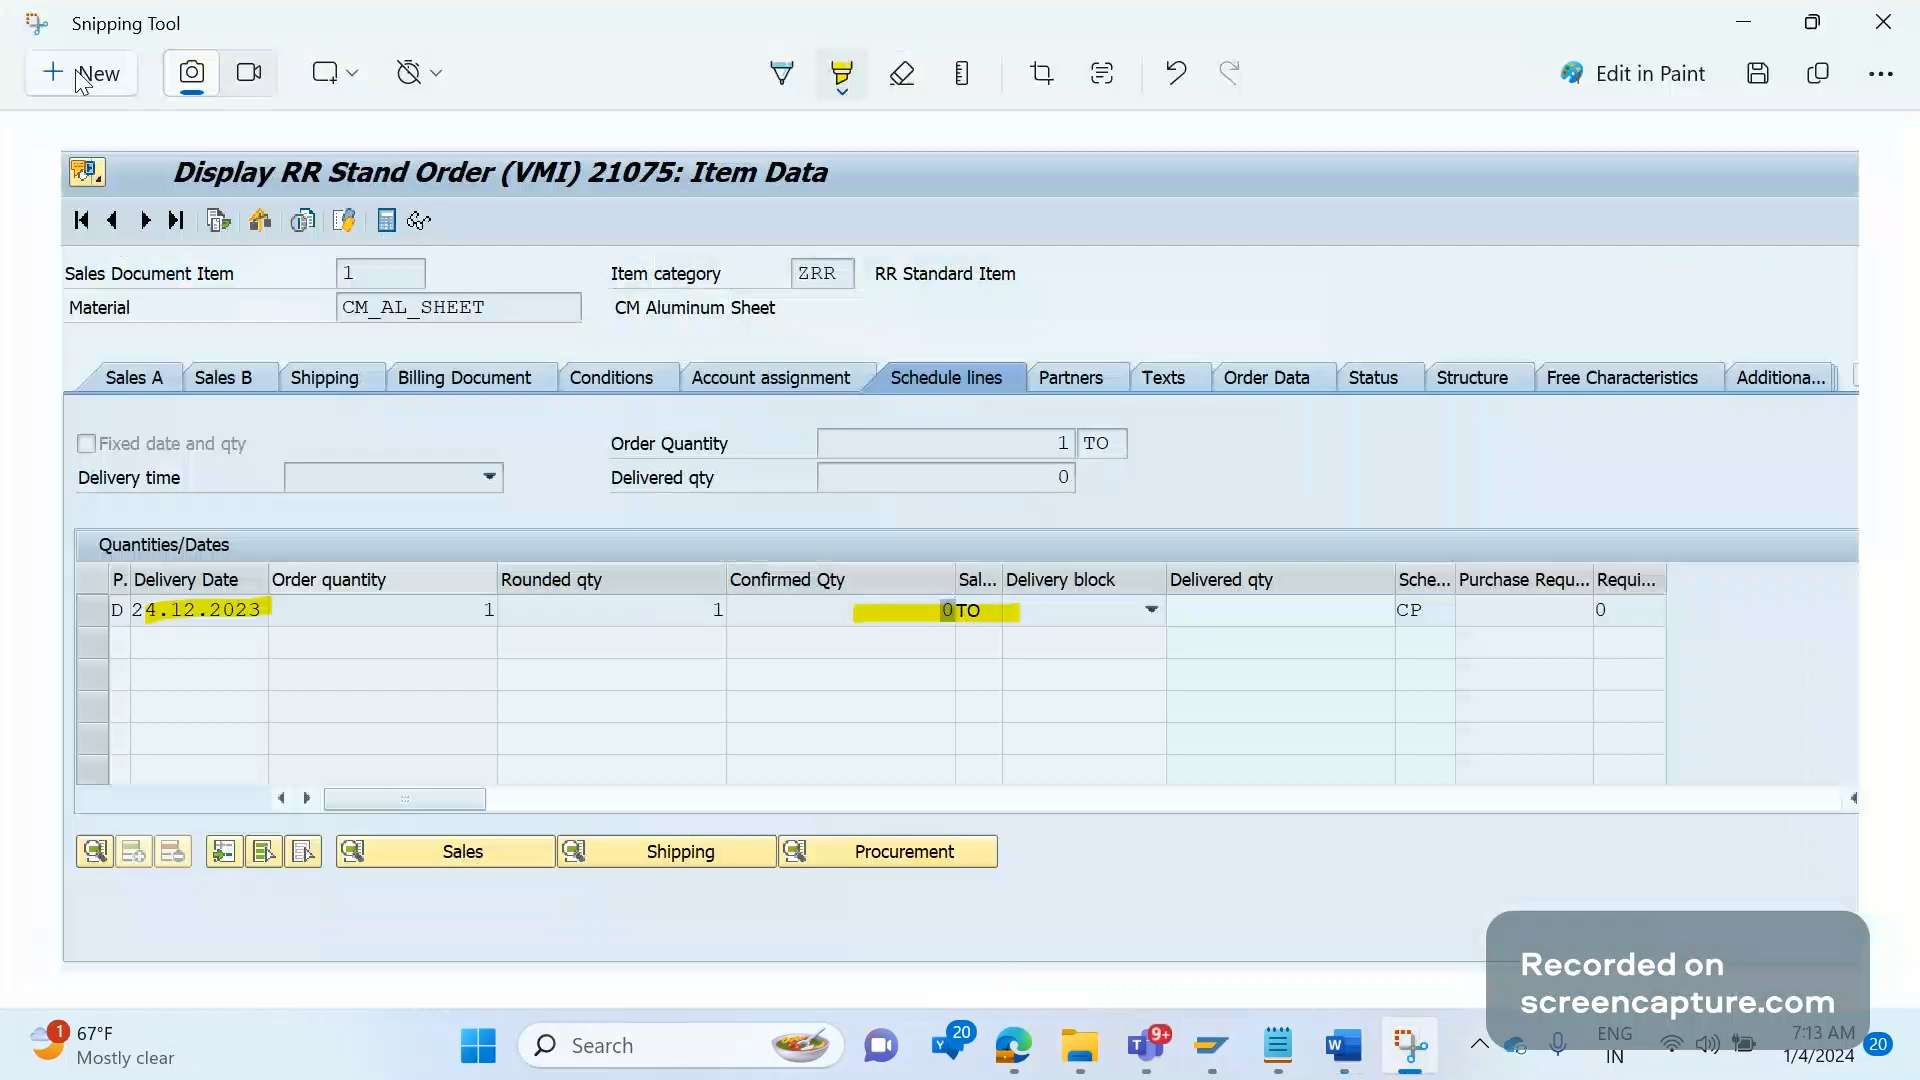 Snipping Tool
New
Edit in Paint
Display RR Stand Order (VMI) 21075: Item Data
Sales Document Item 1 Item category ZRR RR Standard Item
Material CM_AL_SHEET CM Aluminum Sheet
Sales A Sales B Shipping Billing Document Conditions Account assignment Schedule lines Partners Texts Order Data Status Structure Free Characteristics Additiona...
Fixed date and qty Order Quantity 1 TO
Delivery time Delivered qty 0
Quantities/Dates
P. Delivery Date Order quantity Rounded qty Confirmed Qty Sal... Delivery block Delivered qty Sche... Purchase Requ... Requi...
D 24.12.2023 1 1 0 TO CP 0
Sales Shipping Procurement
Recorded on
screencapture.com
1 67°F
Mostly clear
Search
20
9+
ENG
IN
7:13 AM
1/4/2024
20